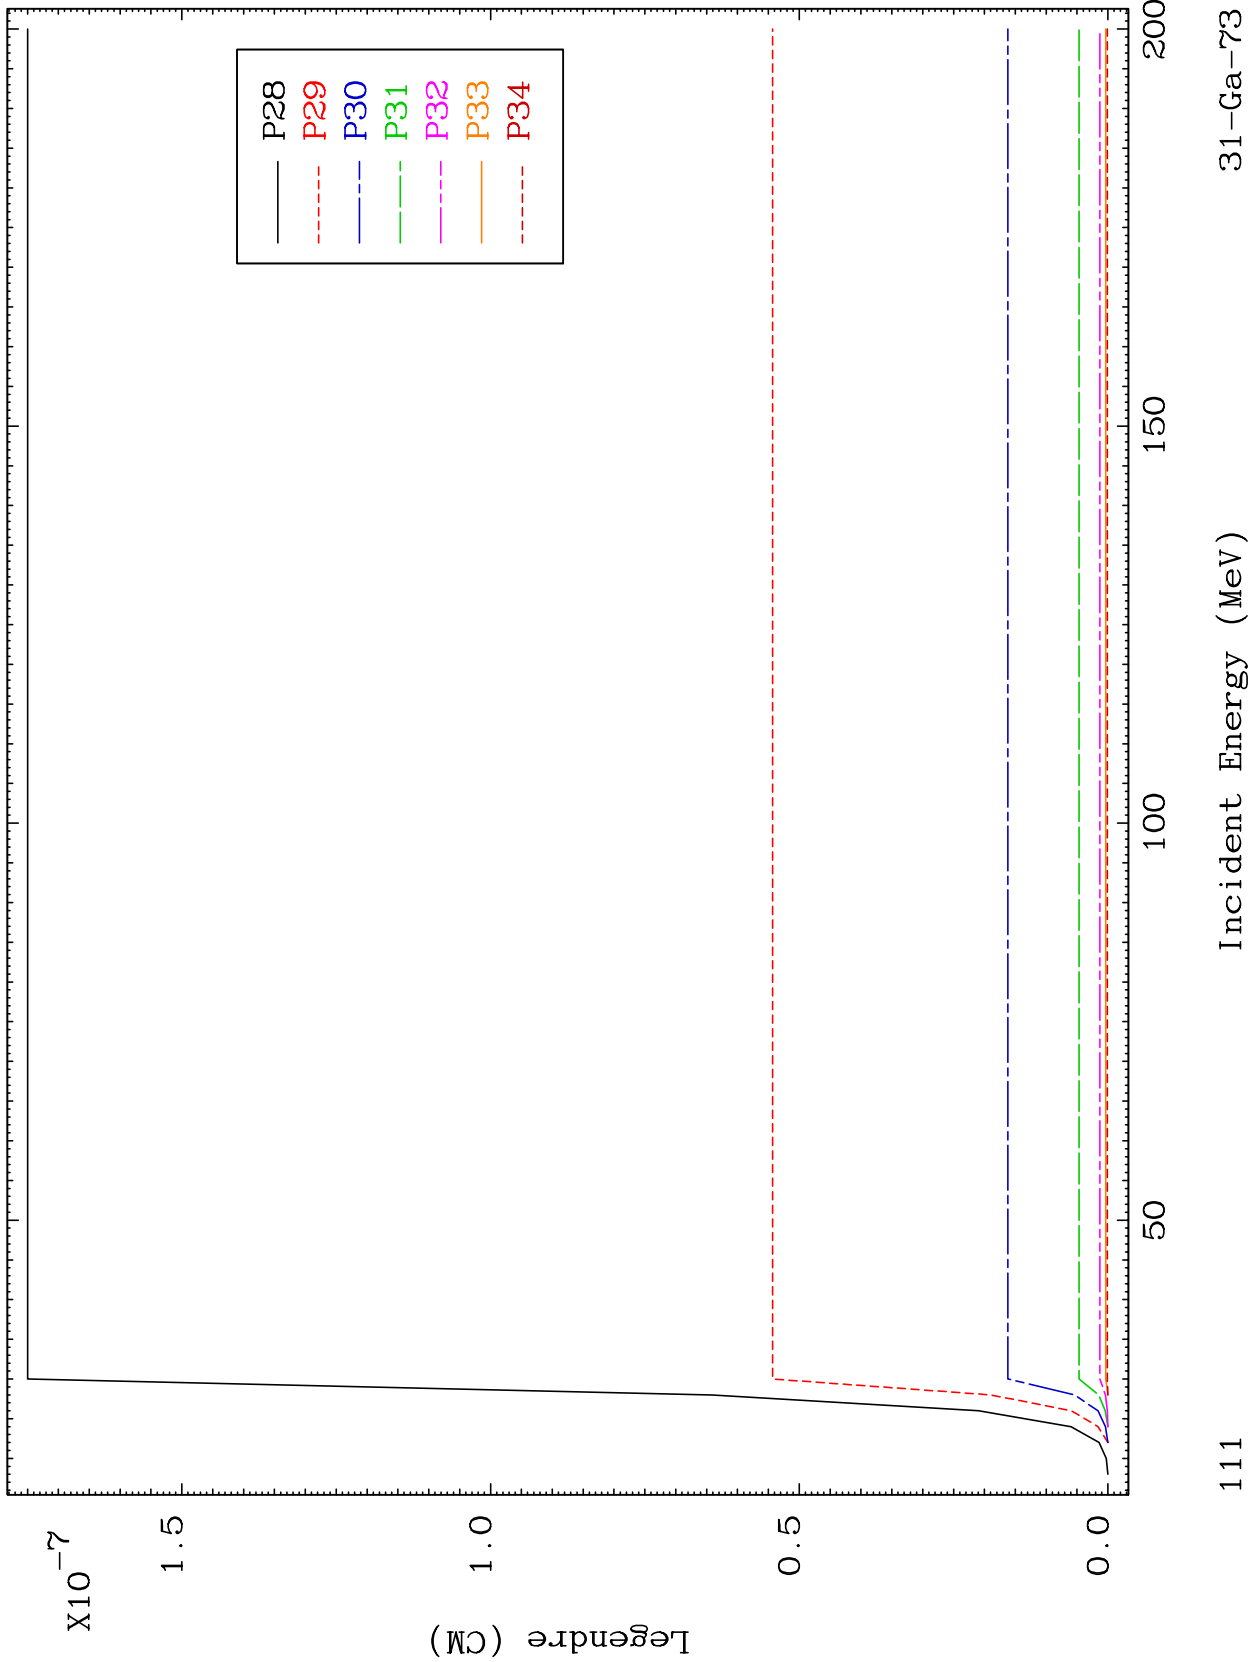 X10-7
1.5
1.0
0.5
0.0
Legendre (CM)
P28
P29
P30
P31
P32
P33
P34
50
100
150
200
111
Incident Energy (MeV)
31-Ga-73